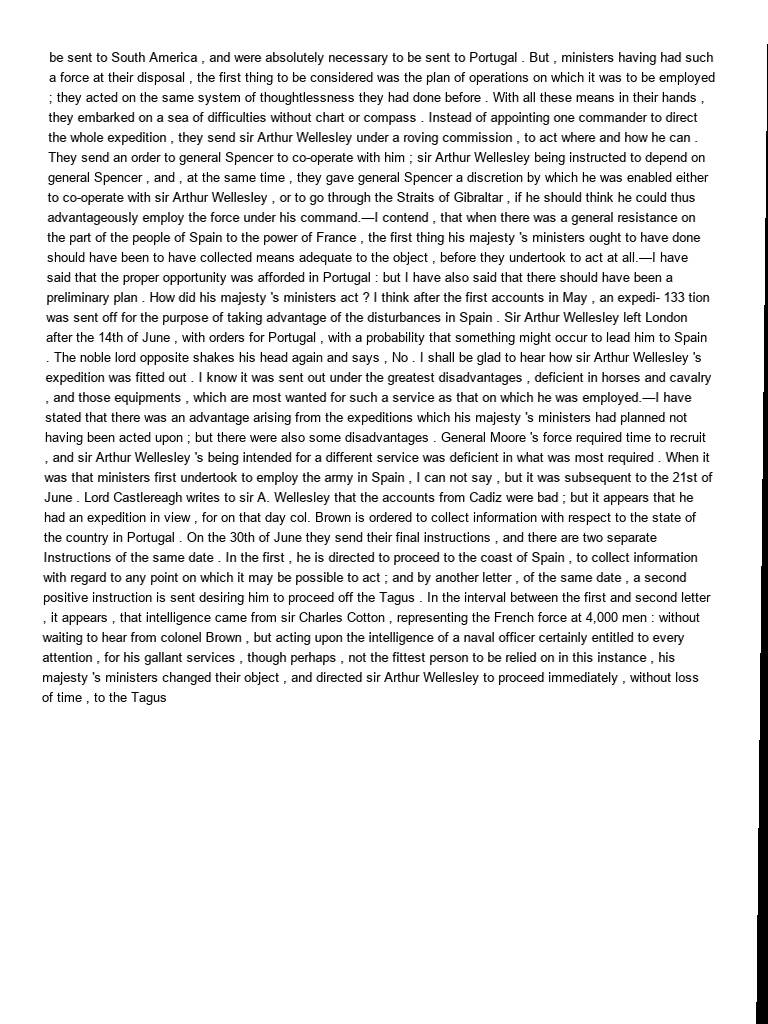 be sent to South America , and were absolutely necessary to be sent to Portugal . But , ministers having had such
a force at their disposal , the first thing to be considered was the plan of operations on which it was to be employed
; they acted on the same system of thoughtlessness they had done before . With all these means in their hands ,
they embarked on a sea of difficulties without chart or compass . Instead of appointing one commander to direct
the whole expedition , they send sir Arthur Wellesley under a roving commission , to act where and how he can .
They send an order to general Spencer to co-operate with him ; sir Arthur Wellesley being instructed to depend on
general Spencer , and , at the same time , they gave general Spencer a discretion by which he was enabled either
to co-operate with sir Arthur Wellesley , or to go through the Straits of Gibraltar , if he should think he could thus
advantageously employ the force under his command.—I contend , that when there was a general resistance on
the part of the people of Spain to the power of France , the first thing his majesty 's ministers ought to have done
should have been to have collected means adequate to the object , before they undertook to act at all.—I have
said that the proper opportunity was afforded in Portugal : but I have also said that there should have been a
preliminary plan . How did his majesty 's ministers act ? I think after the first accounts in May , an expedi- 133 tion
was sent off for the purpose of taking advantage of the disturbances in Spain . Sir Arthur Wellesley left London
after the 14th of June , with orders for Portugal , with a probability that something might occur to lead him to Spain
. The noble lord opposite shakes his head again and says , No . I shall be glad to hear how sir Arthur Wellesley 's
expedition was fitted out . I know it was sent out under the greatest disadvantages , deficient in horses and cavalry
, and those equipments , which are most wanted for such a service as that on which he was employed.—I have
stated that there was an advantage arising from the expeditions which his majesty 's ministers had planned not
having been acted upon ; but there were also some disadvantages . General Moore 's force required time to recruit
, and sir Arthur Wellesley 's being intended for a different service was deficient in what was most required . When it
was that ministers first undertook to employ the army in Spain , I can not say , but it was subsequent to the 21st of
June . Lord Castlereagh writes to sir A. Wellesley that the accounts from Cadiz were bad ; but it appears that he
had an expedition in view , for on that day col. Brown is ordered to collect information with respect to the state of
the country in Portugal . On the 30th of June they send their final instructions , and there are two separate
Instructions of the same date . In the first , he is directed to proceed to the coast of Spain , to collect information
with regard to any point on which it may be possible to act ; and by another letter , of the same date , a second
positive instruction is sent desiring him to proceed off the Tagus . In the interval between the first and second letter
, it appears , that intelligence came from sir Charles Cotton , representing the French force at 4,000 men : without
waiting to hear from colonel Brown , but acting upon the intelligence of a naval officer certainly entitled to every
attention , for his gallant services , though perhaps , not the fittest person to be relied on in this instance , his
majesty 's ministers changed their object , and directed sir Arthur Wellesley to proceed immediately , without loss
of time , to the Tagus